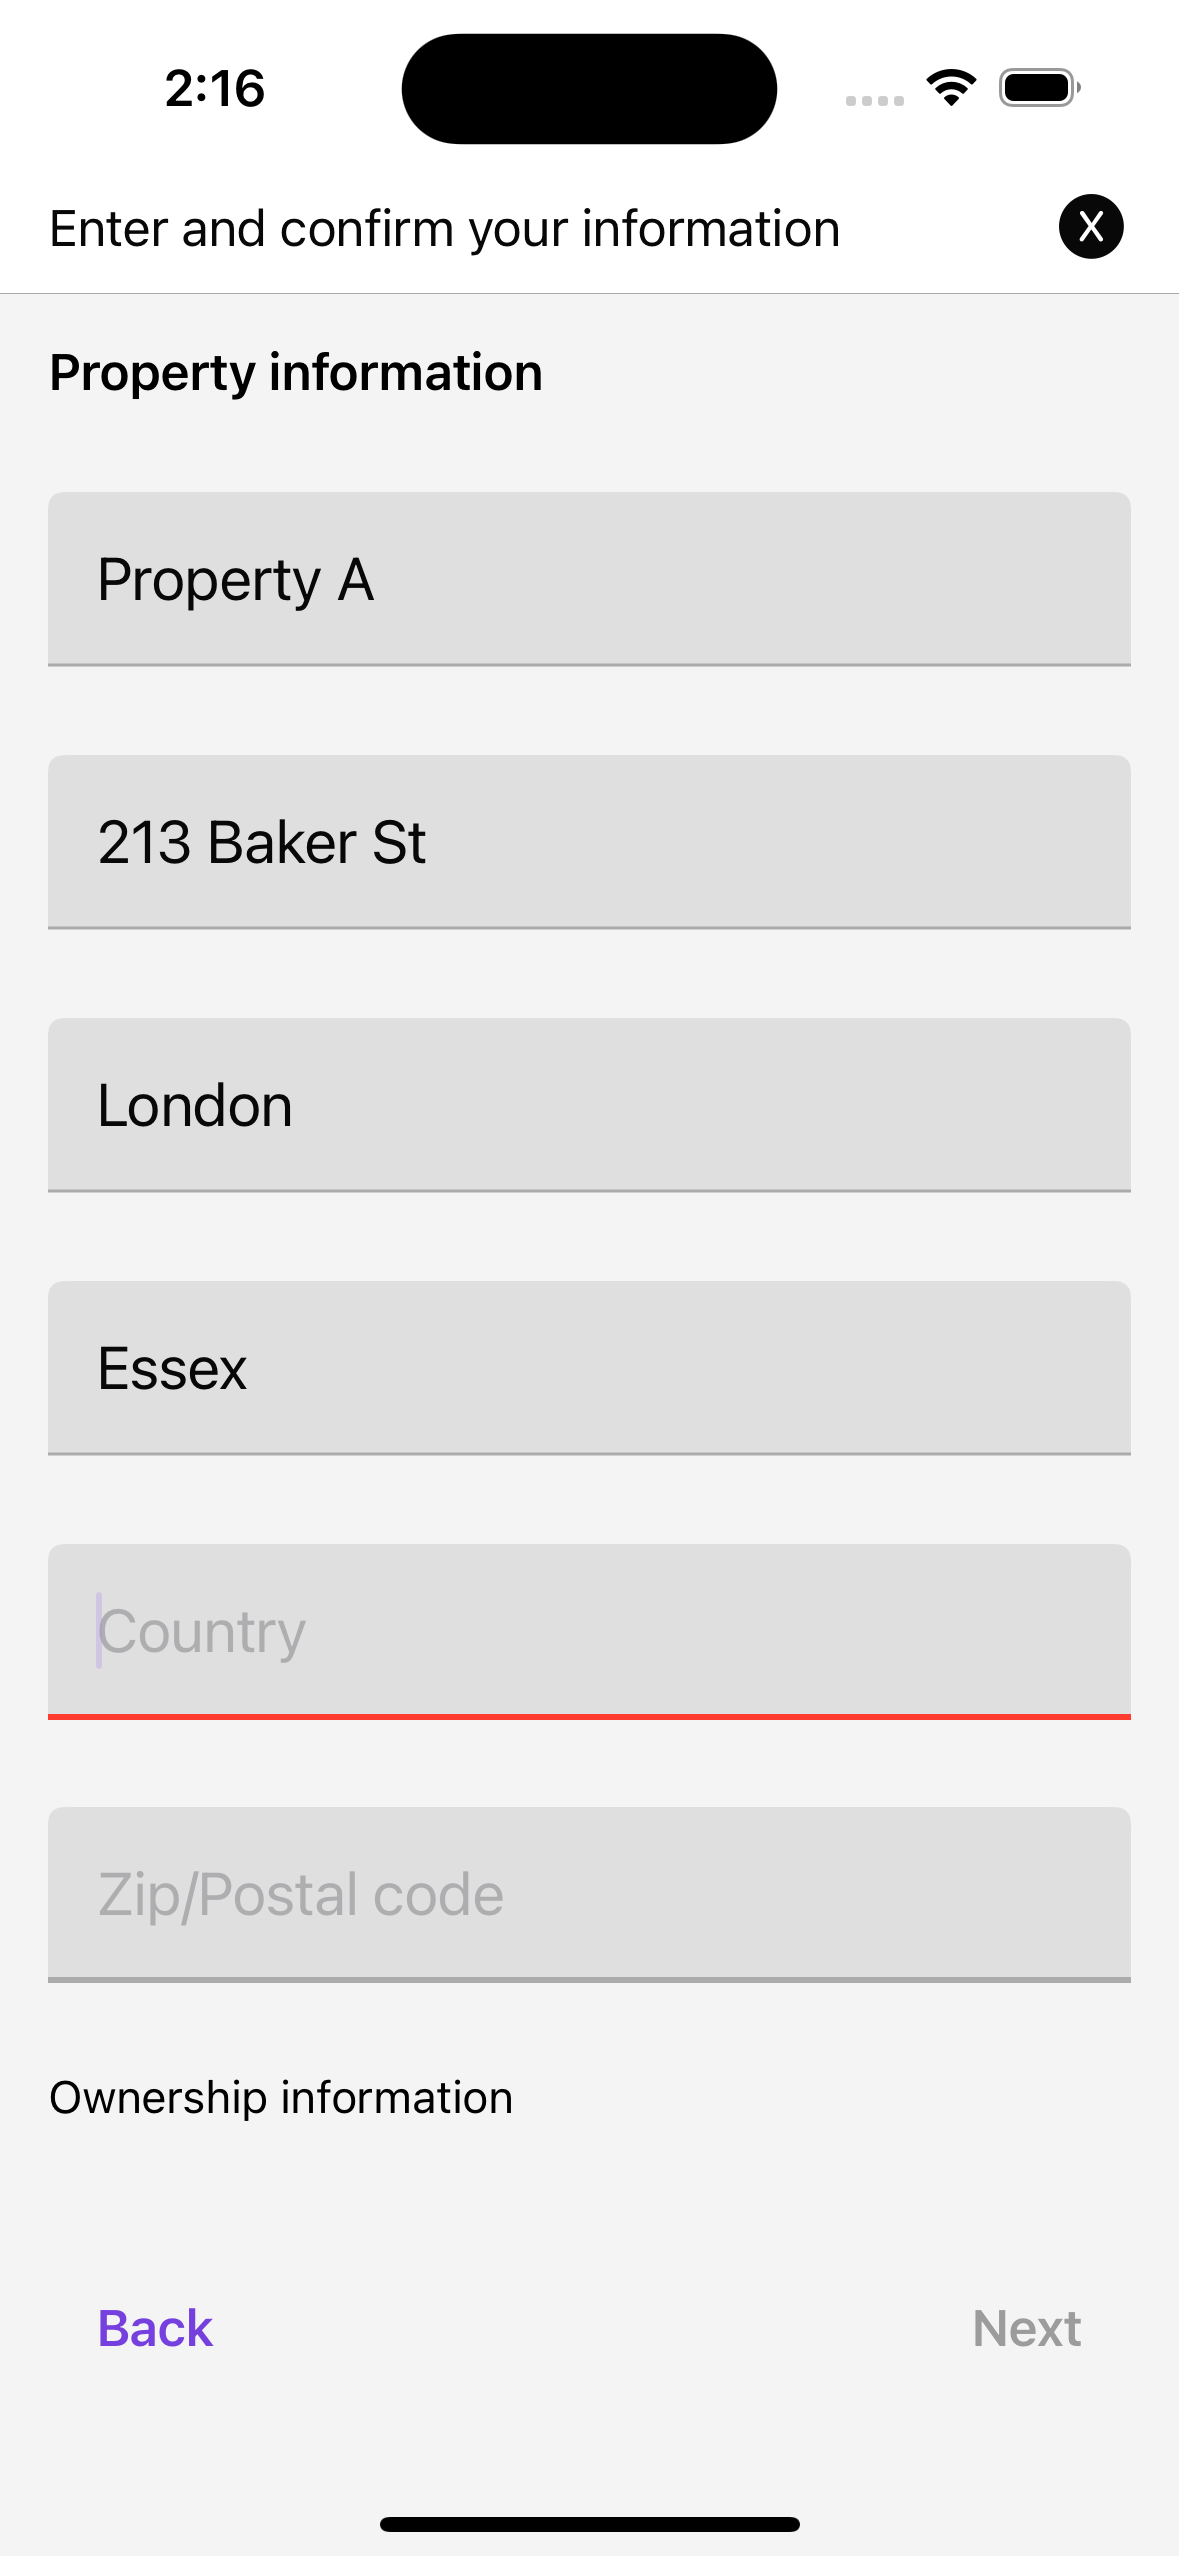 2:16
Enter and confirm your information
X
Property information
Property A
213 Baker St
London
Essex
Country
Zip/Postal code
Ownership information
Back
Next